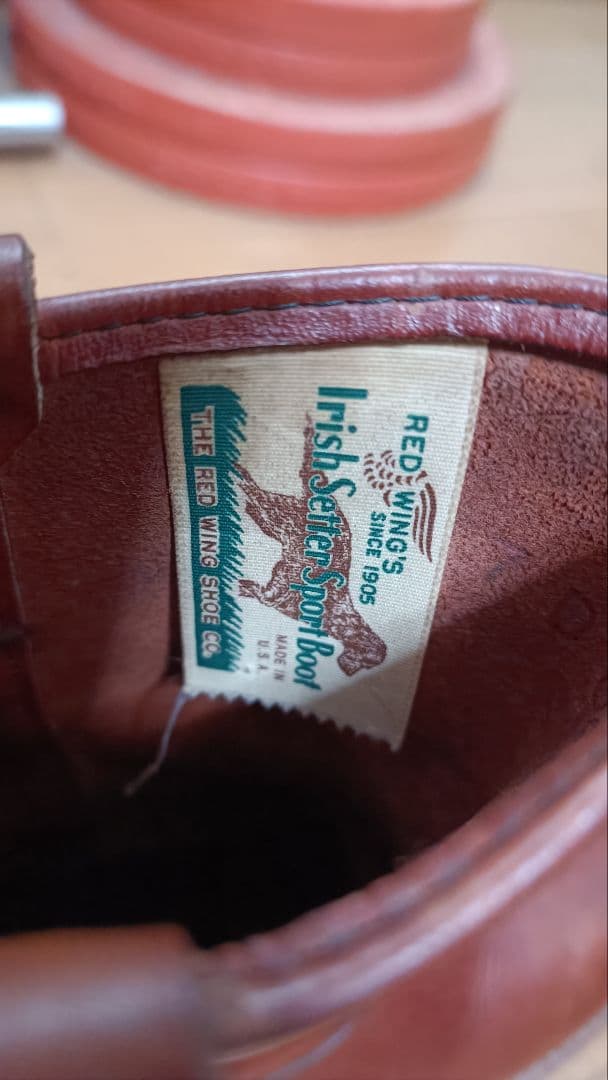 RED WING'S
SINCE 1905
Irish Setter Sport Boot
MADE IN
U.S.A
THE RED WING SHOE CO.